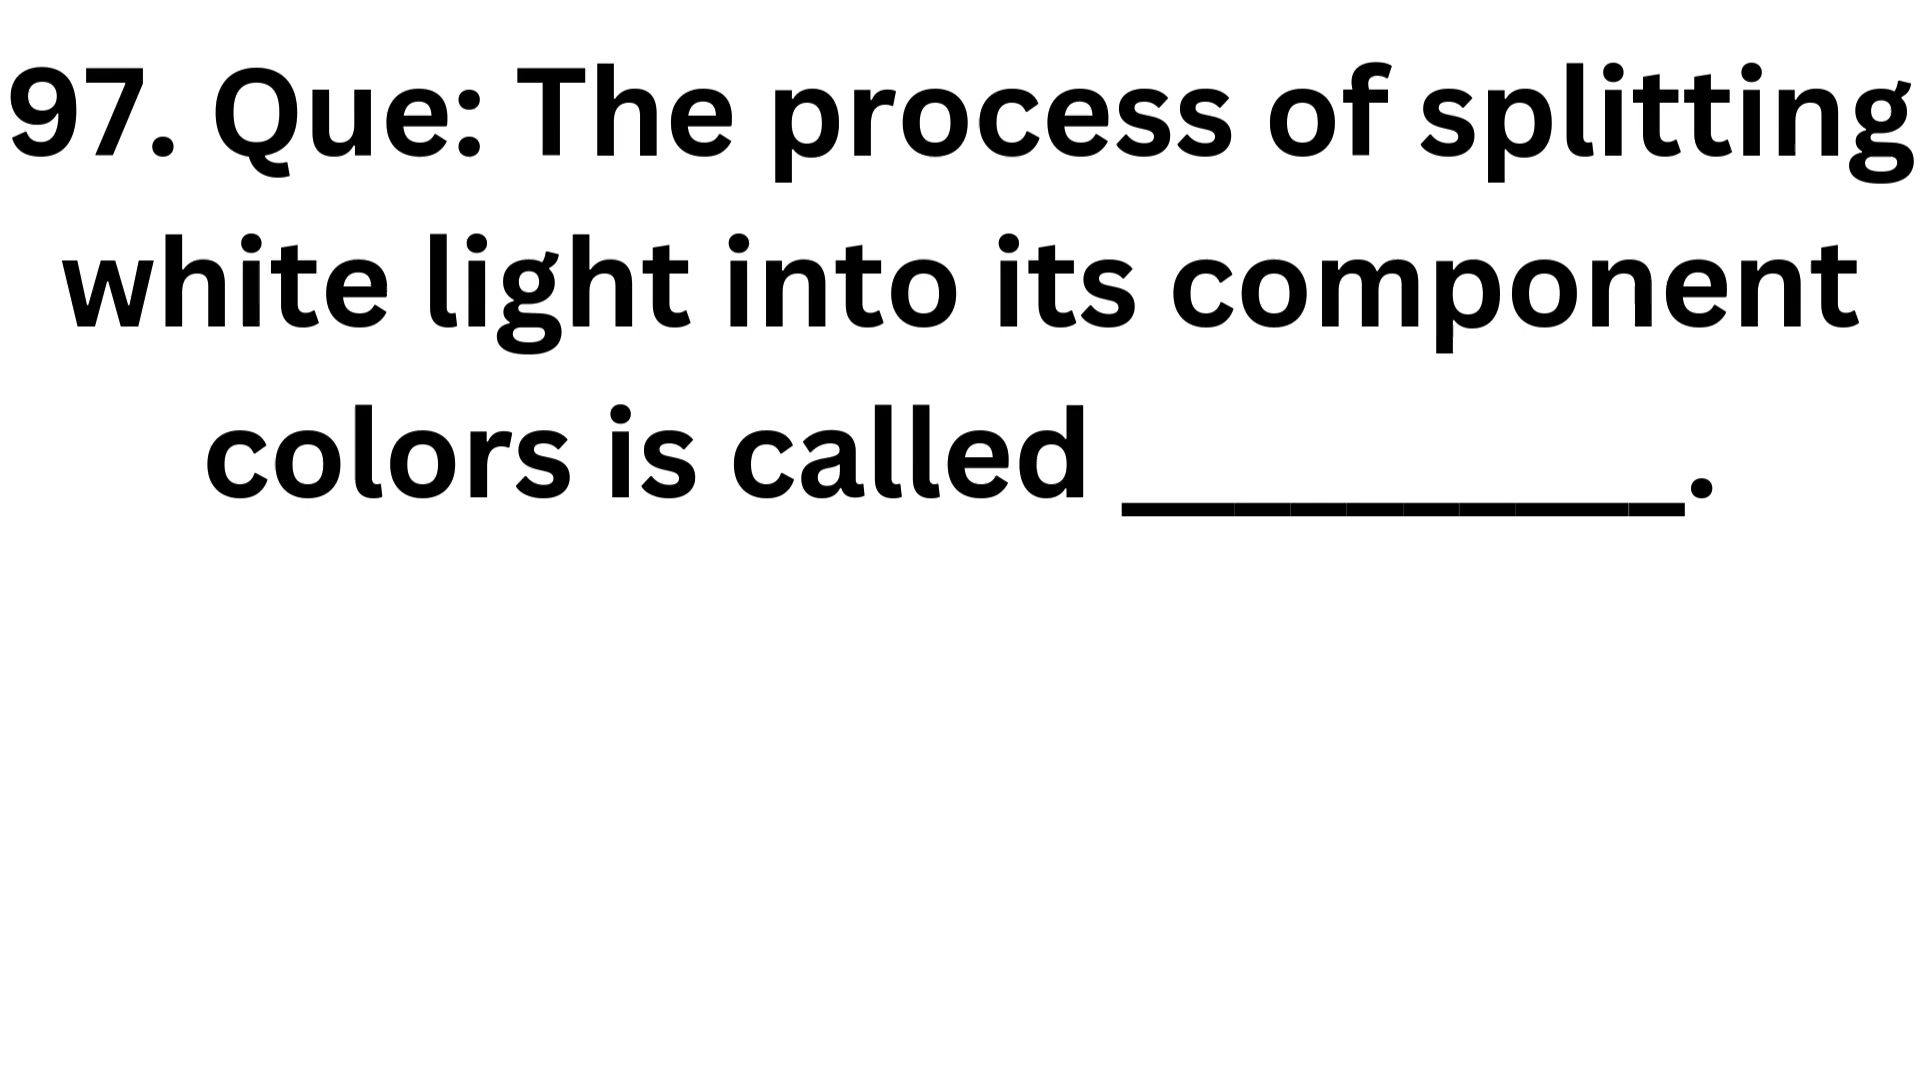 97. Que: The process of splitting
white light into its component
colors is called __________.